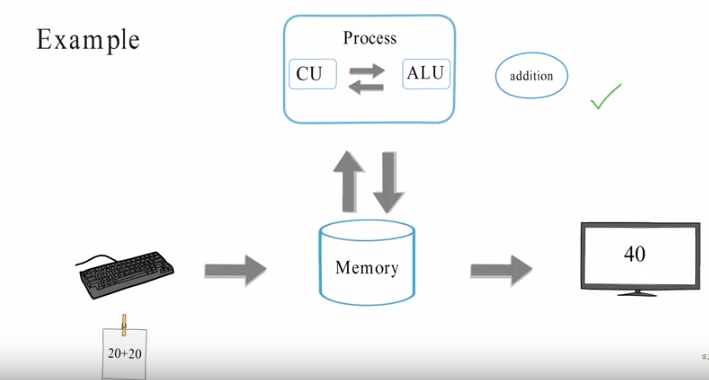 Example
Process
CU
ALU
addition
Memory
40
20+20